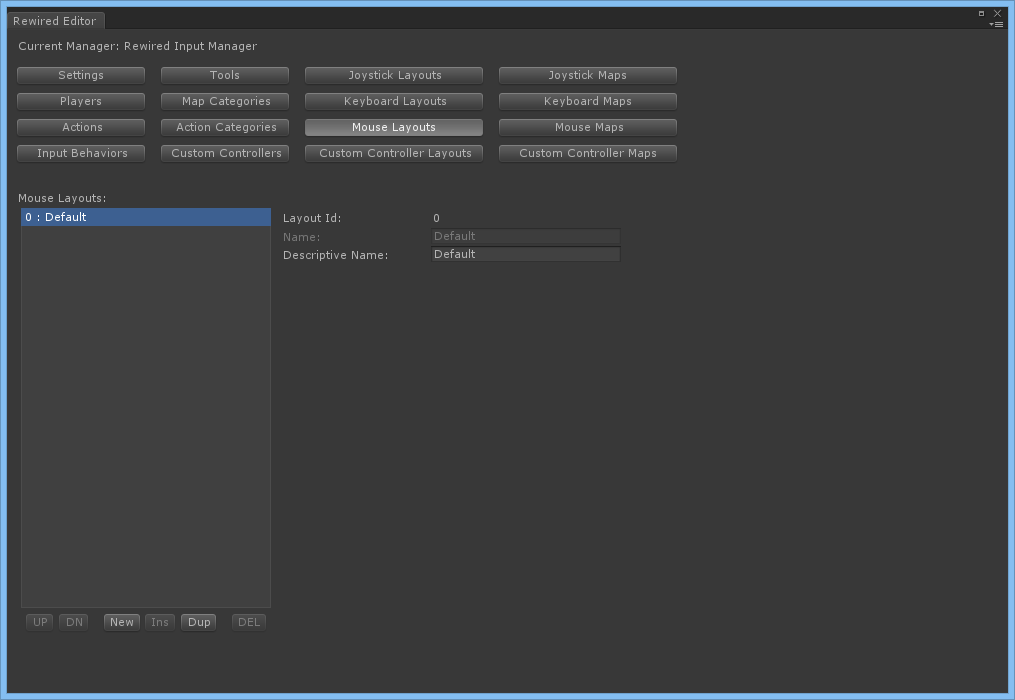 Rewired Editor
Current Manager: Rewired Input Manager
Settings Tools Joystick Layouts Joystick Maps
Players Map Categories Keyboard Layouts Keyboard Maps
Actions Action Categories Mouse Layouts Mouse Maps
Input Behaviors Custom Controllers Custom Controller Layouts Custom Controller Maps
Mouse Layouts:
0 : Default
Layout Id: 0
Name: Default
Descriptive Name: Default
UP DN New Ins Dup DEL